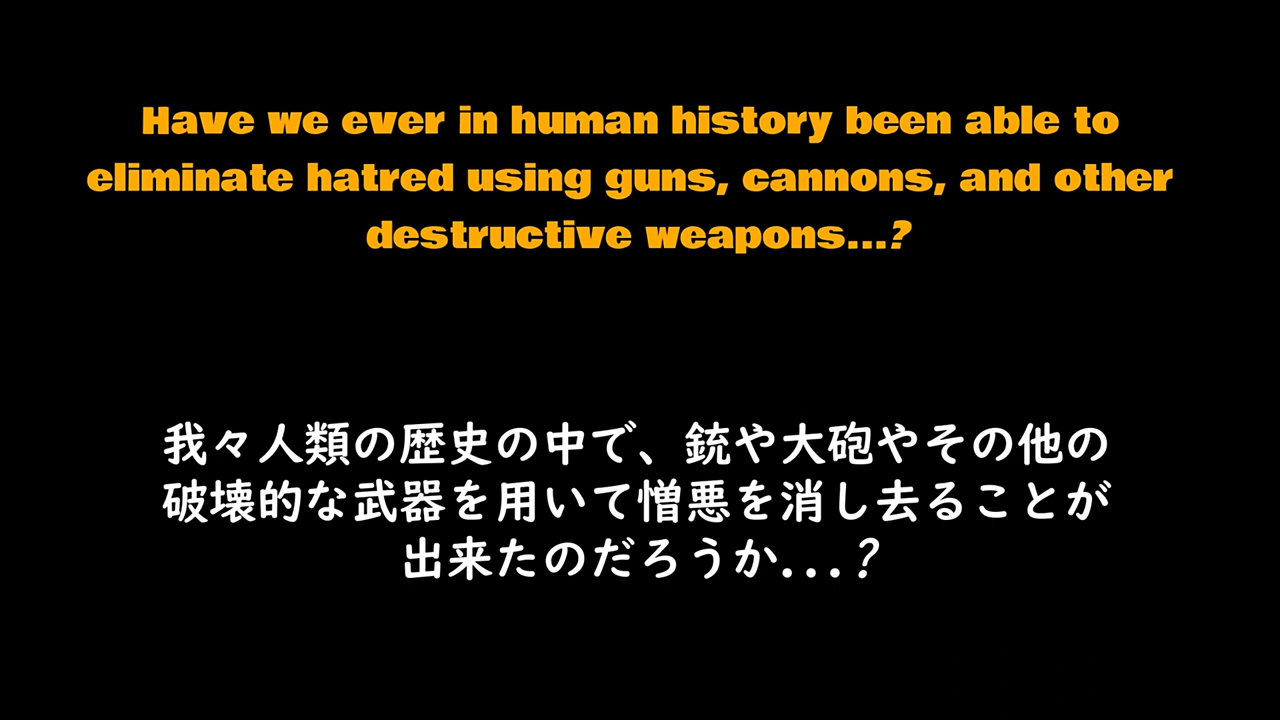 Have we ever in human history been able to
eliminate hatred using guns, cannons, and other
destructive weapons...?
我々人類の歴史の中で、銃や大砲やその他の
破壊的な武器を用いて憎悪を消し去ることが
出来たのだろうか...？